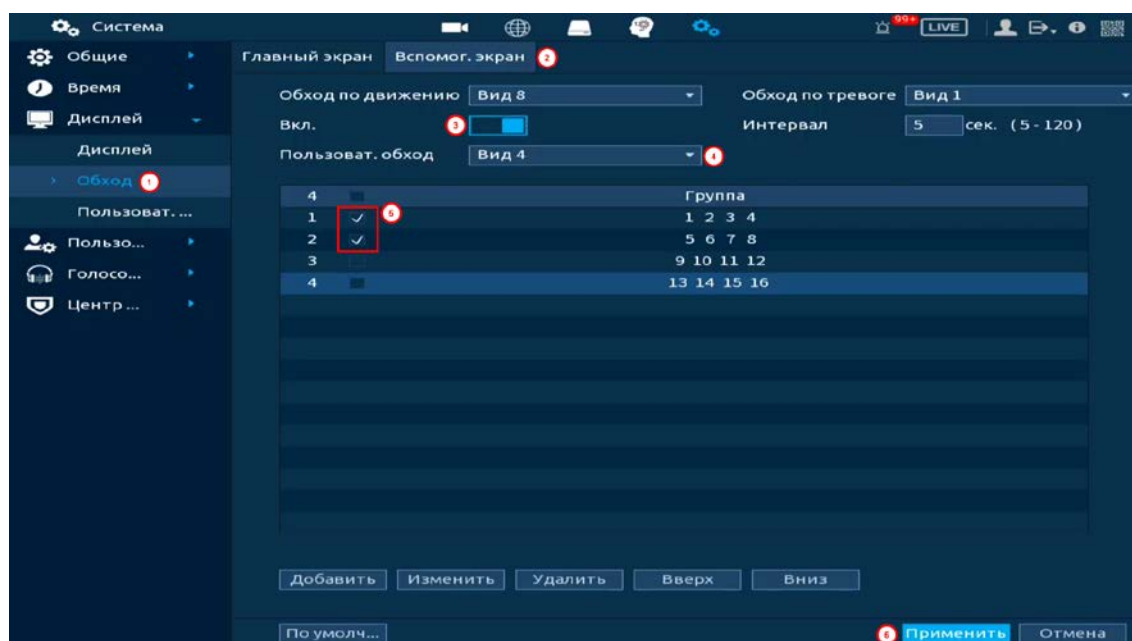 Система 99+ LIVE
Общие
Время
Дисплей
Дисплей
Обход 1
Пользоват. ...
Пользо...
Голосо...
Центр ...
Главный экран Вспомог. экран 2
Обход по движению Вид 8 Обход по тревоге Вид 1
Вкл. 3 Интервал 5 сек. (5-120)
Пользоват. обход Вид 4 4
4 Группа
1 5 1 2 3 4
2 5 6 7 8
3 9 10 11 12
4 13 14 15 16
Добавить Изменить Удалить Вверх Вниз
По умолч... 6 Применить Отмена